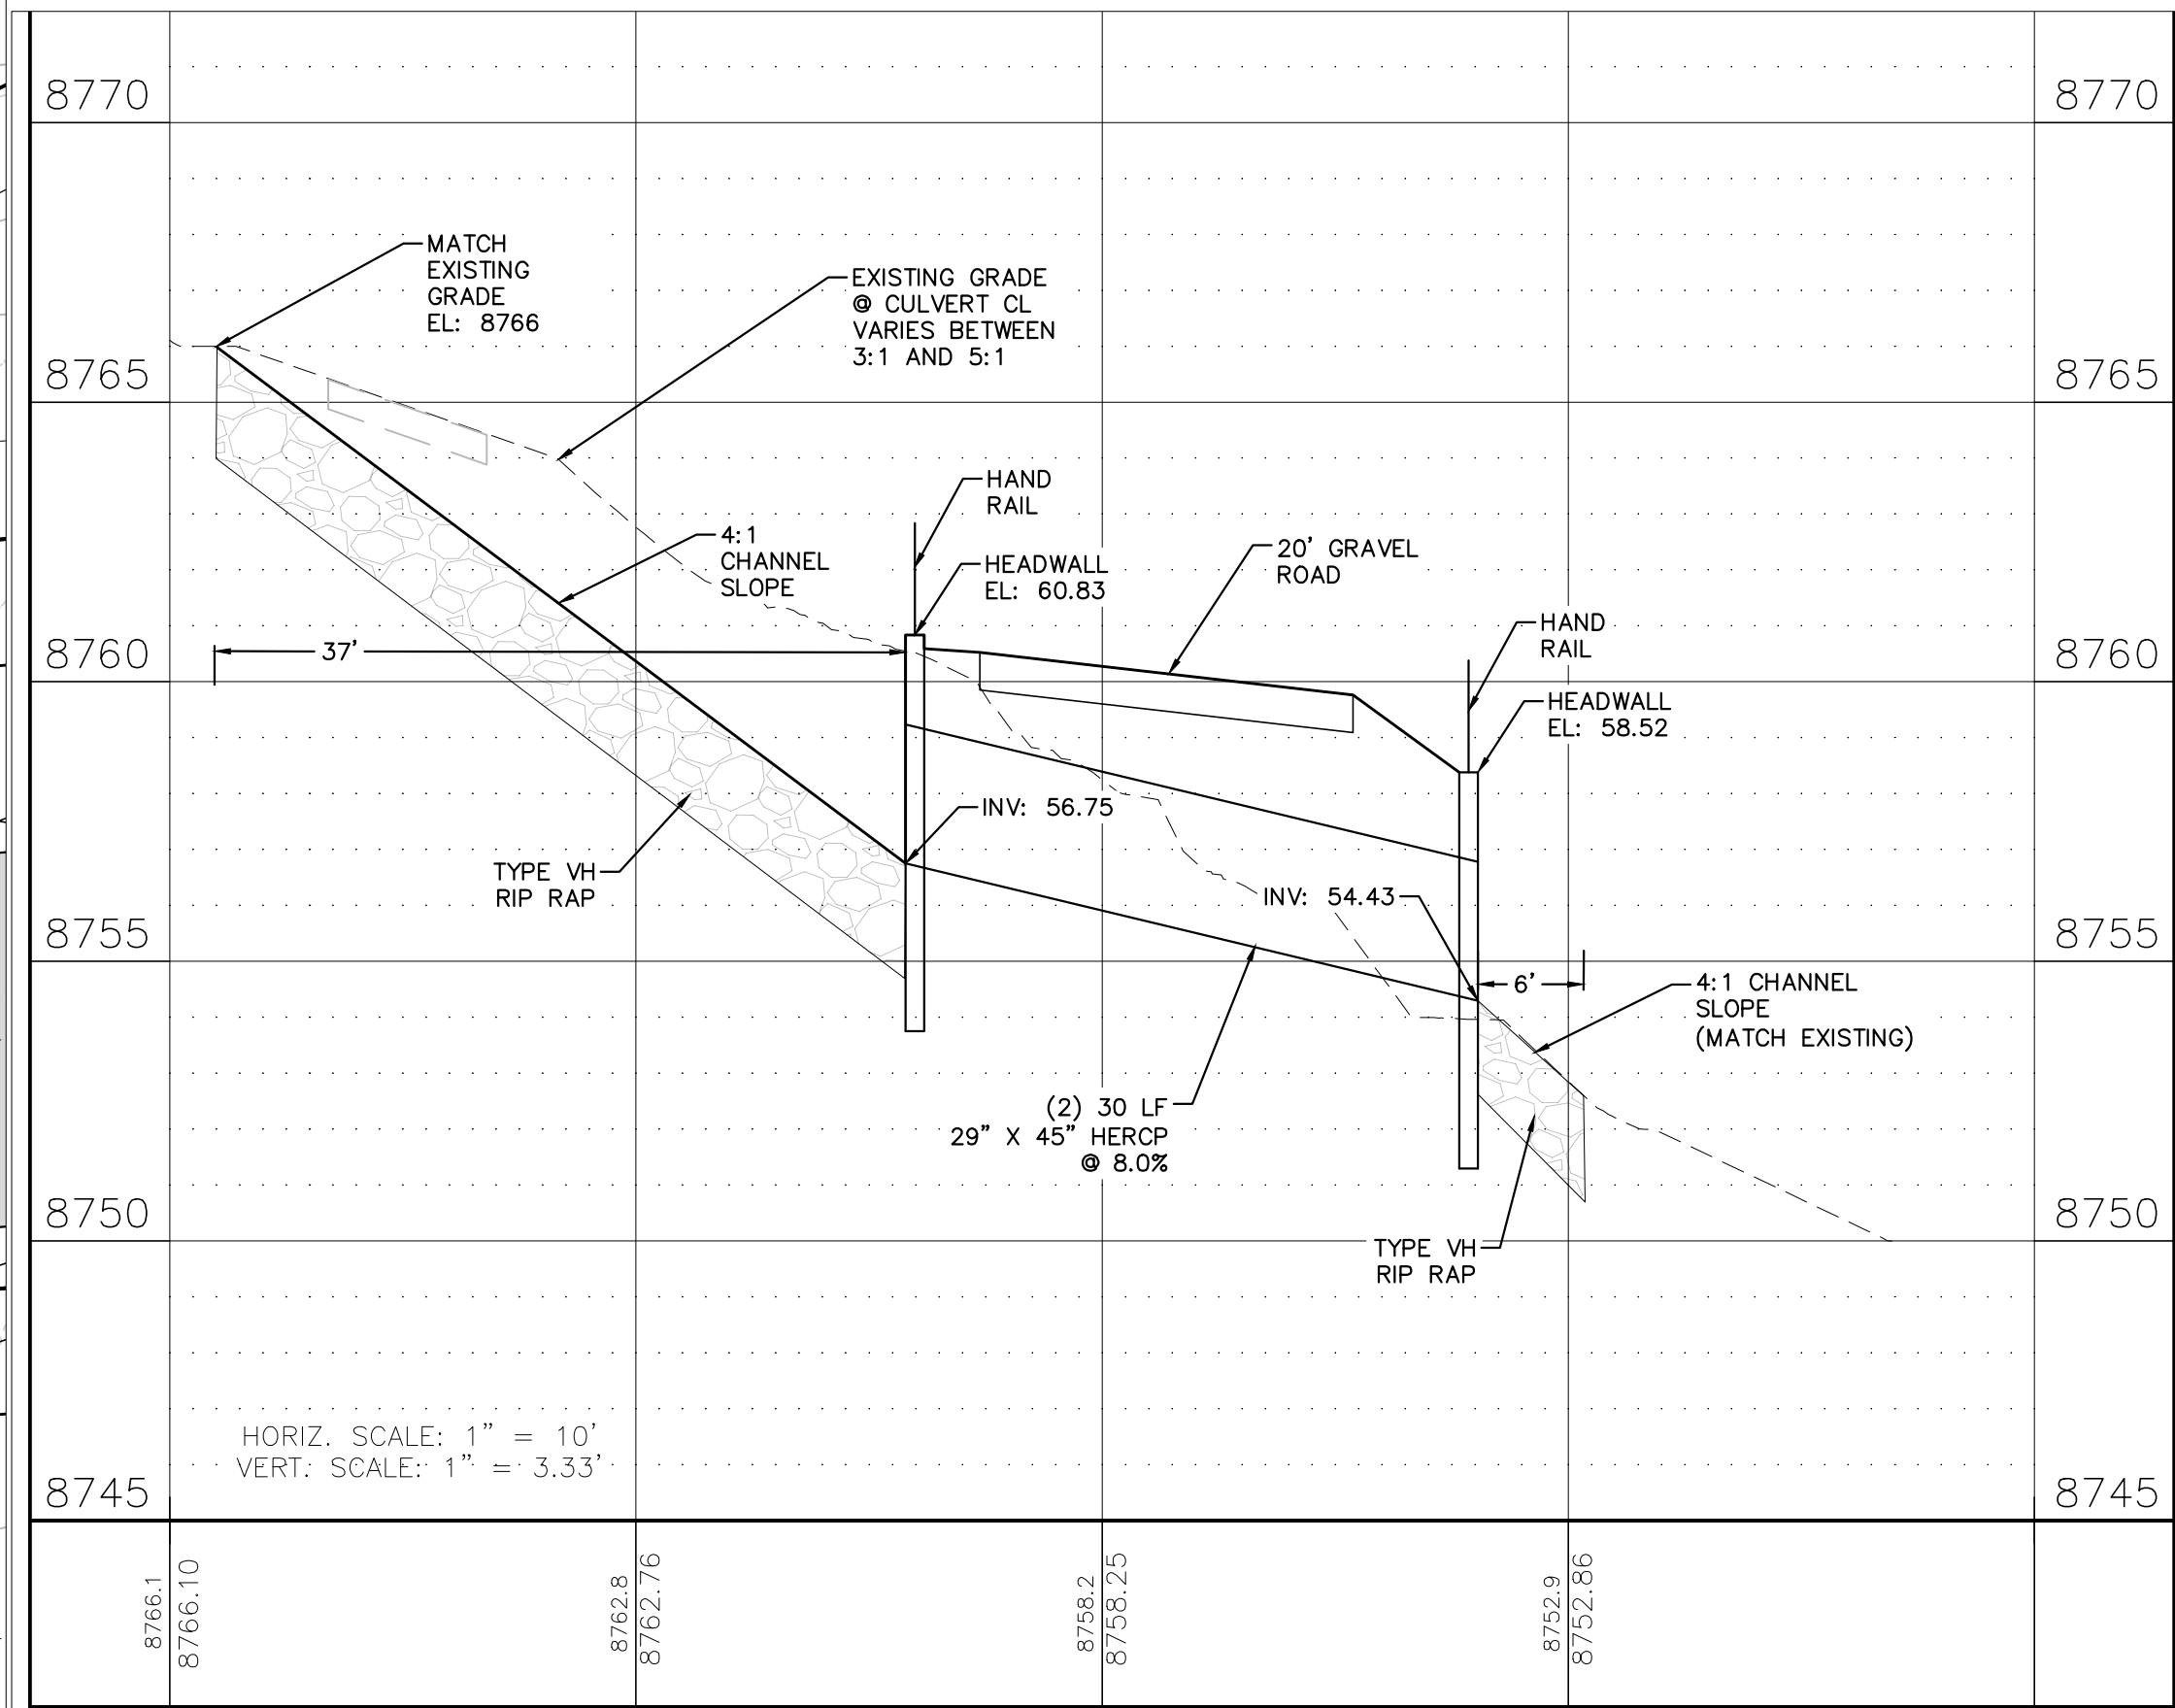 8770
8770
MATCH
EXISTING
GRADE
EL: 8766
EXISTING GRADE
@ CULVERT CL
VARIES BETWEEN
3:1 AND 5:1
8765
8765
HAND
RAIL
4:1
CHANNEL
SLOPE
HEADWALL
EL: 60.83
20' GRAVEL
ROAD
HAND
RAIL
8760
37'
8760
HEADWALL
EL: 58.52
INV: 56.75
TYPE VH
RIP RAP
INV: 54.43
8755
8755
6'
4:1 CHANNEL
SLOPE
(MATCH EXISTING)
(2) 30 LF
29" X 45" HERCP
@ 8.0%
8750
8750
TYPE VH
RIP RAP
HORIZ. SCALE: 1" = 10'
VERT. SCALE: 1" = 3.33'
8745
8745
8766.1
8766.10
8762.8
8762.76
8758.2
8758.25
8752.9
8752.86